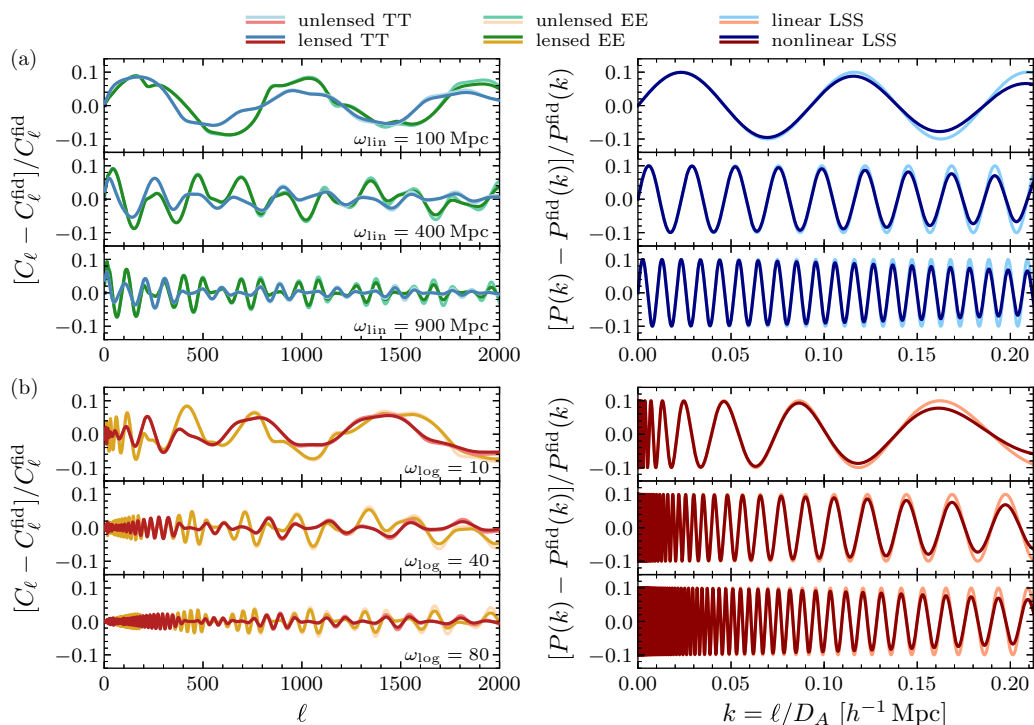 unlensed TT unlensed EE linear LSS
lensed TT lensed EE nonlinear LSS
(a)
[C_ℓ − C_ℓ^fid]/C_ℓ^fid
0.1
0.0
−0.1
ω_lin = 100 Mpc
0.1
0.0
−0.1
ω_lin = 400 Mpc
0.1
0.0
−0.1
ω_lin = 900 Mpc
0 500 1000 1500 2000
[P(k) − P^fid(k)]/P^fid(k)
0.1
0.0
−0.1
[P(k) − P^fid(k)]/P^fid(k)
0.1
0.0
−0.1
0.1
0.0
−0.1
0.00 0.05 0.10 0.15 0.20
(b)
[C_ℓ − C_ℓ^fid]/C_ℓ^fid
0.1
0.0
−0.1
ω_log = 10
0.1
0.0
−0.1
ω_log = 40
0.1
0.0
−0.1
ω_log = 80
0 500 1000 1500 2000
ℓ
0.1
0.0
−0.1
0.1
0.0
−0.1
0.1
0.0
−0.1
0.00 0.05 0.10 0.15 0.20
k = ℓ/D_A [h^−1 Mpc]